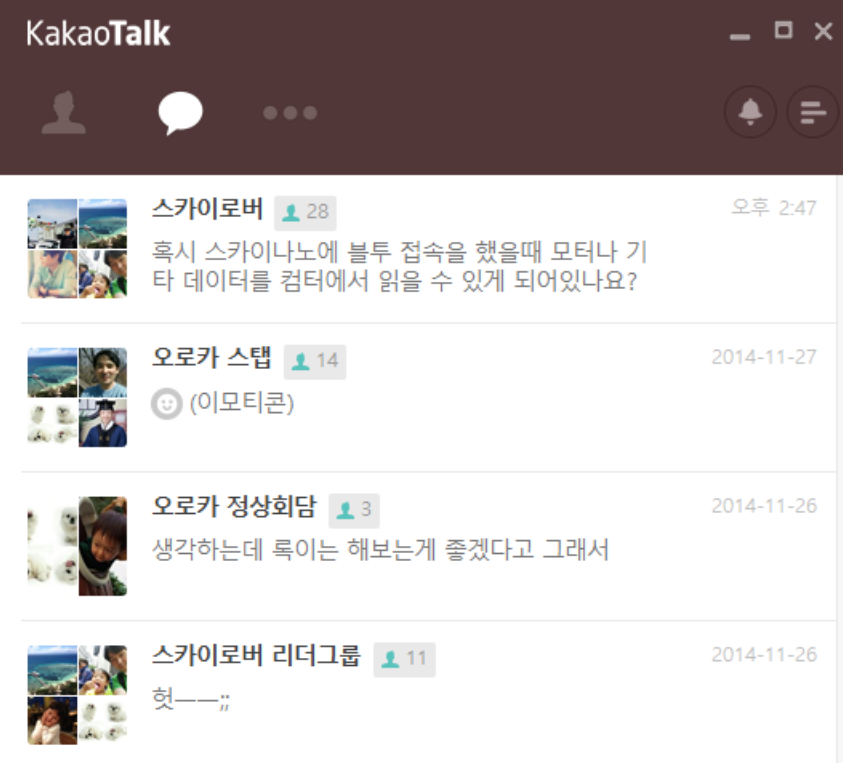 KakaoTalk
스카이로버 28
오후 2:47
혹시 스카이나노에 블투 접속을 했을때 모터나 기
타 데이터를 컴터에서 읽을 수 있게 되어있나요?
오로카 스탭 14
2014-11-27
(이모티콘)
오로카 정상회담 3
2014-11-26
생각하는데 록이는 해보는게 좋겠다고 그래서
스카이로버 리더그룹 11
2014-11-26
헛ㅡㅡ;;